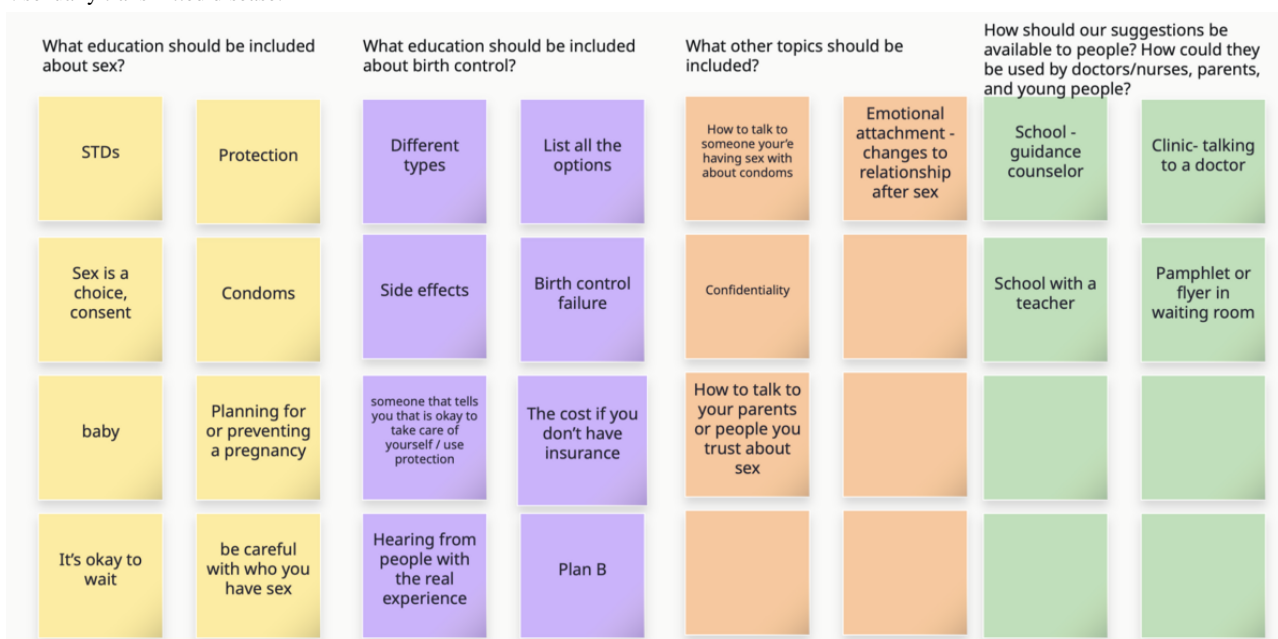 What education should be included
about sex?
STDs
Protection
Sex is a
choice,
consent
Condoms
baby
Planning for
or preventing
a pregnancy
It's okay to
wait
be careful
with who you
have sex
What education should be included
about birth control?
Different
types
List all the
options
Side effects
Birth control
failure
someone that tells
you that is okay to
take care of
yourself / use
protection
The cost if you
don't have
insurance
Hearing from
people with
the real
experience
Plan B
What other topics should be
included?
How to talk to
someone your'e
having sex with
about condoms
Emotional
attachment -
changes to
relationship
after sex
Confidentiality
How to talk to
your parents
or people you
trust about
sex
How should our suggestions be
available to people? How could they
be used by doctors/nurses, parents,
and young people?
School -
guidance
counselor
Clinic- talking
to a doctor
School with a
teacher
Pamphlet or
flyer in
waiting room